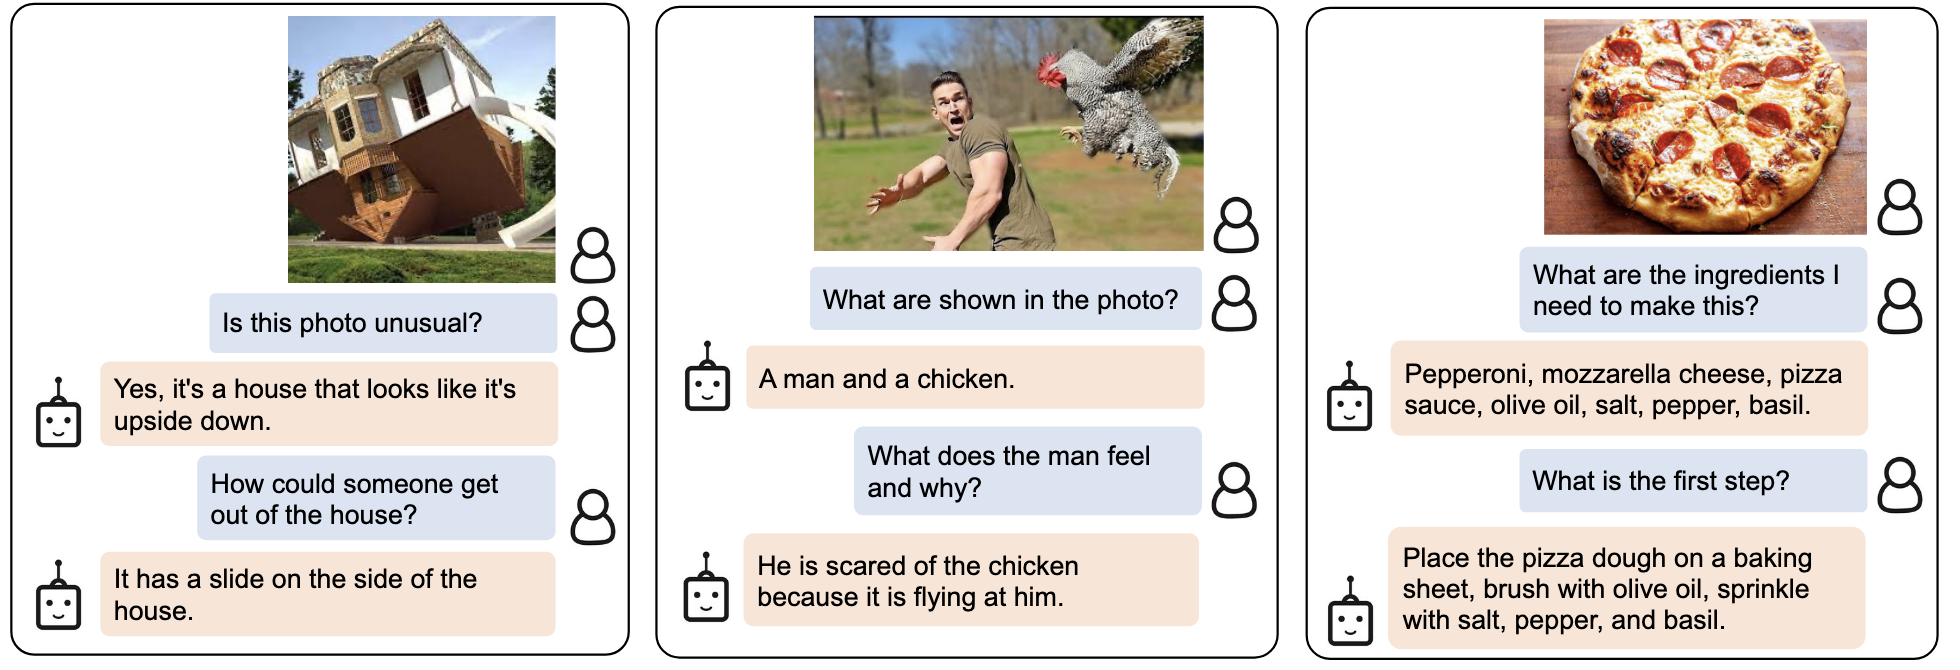 Is this photo unusual?
Yes, it's a house that looks like it's
upside down.
How could someone get
out of the house?
It has a slide on the side of the
house.
What are shown in the photo?
A man and a chicken.
What does the man feel
and why?
He is scared of the chicken
because it is flying at him.
What are the ingredients I
need to make this?
Pepperoni, mozzarella cheese, pizza
sauce, olive oil, salt, pepper, basil.
What is the first step?
Place the pizza dough on a baking
sheet, brush with olive oil, sprinkle
with salt, pepper, and basil.